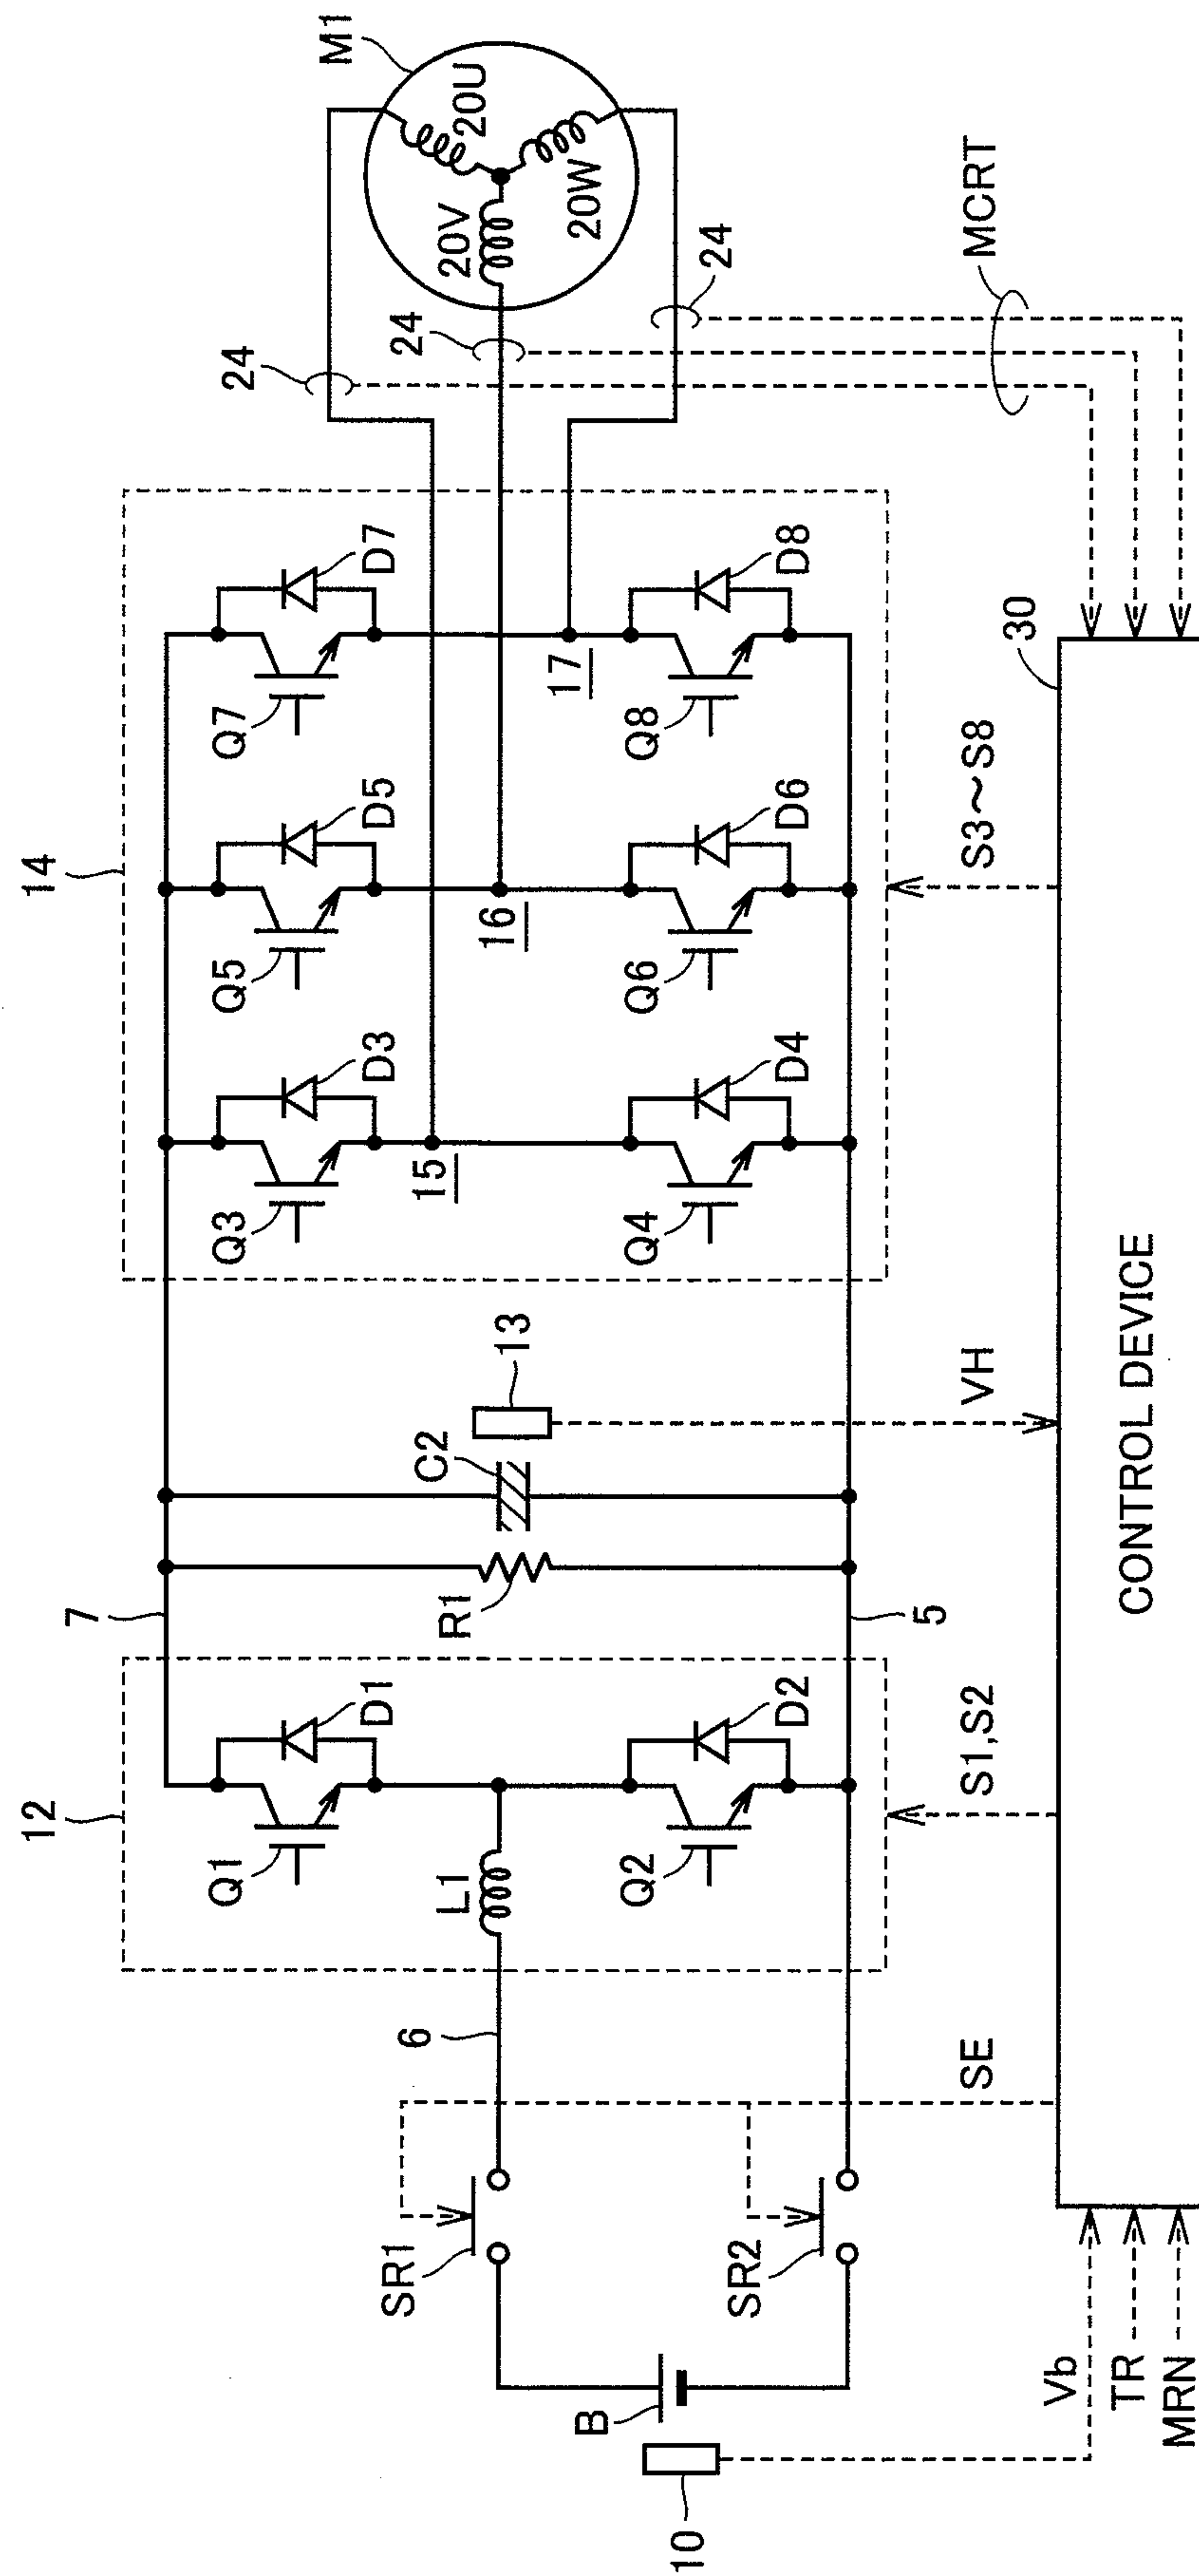 14
12
M1
20U
20V
20W
24
24
24
MCRT
Q7
D7
Q5
D5
Q3
D3
17
16
15
Q8
D8
Q6
D6
Q4
D4
7
Q1
D1
L1
Q2
D2
R1
C2
13
5
6
SR1
SR2
B
10
SE
S1,S2
VH
S3~S8
30
CONTROL DEVICE
Vb
TR
MRN